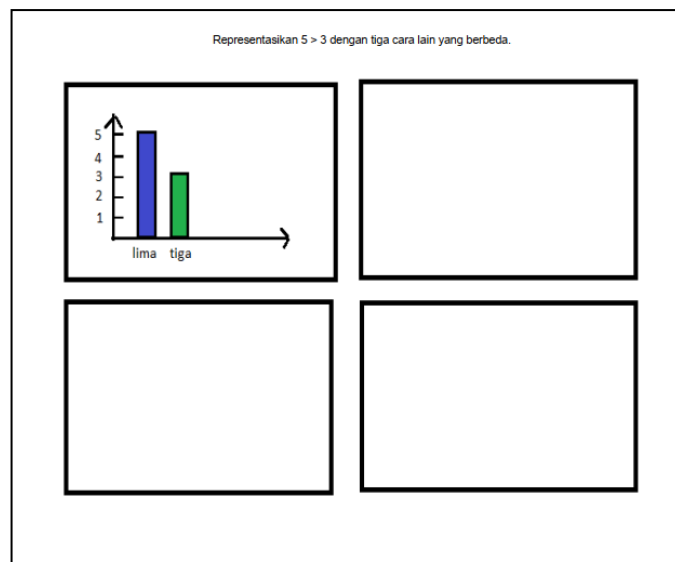 Representasikan 5 > 3 dengan tiga cara lain yang berbeda.
5
4
3
2
1
lima tiga